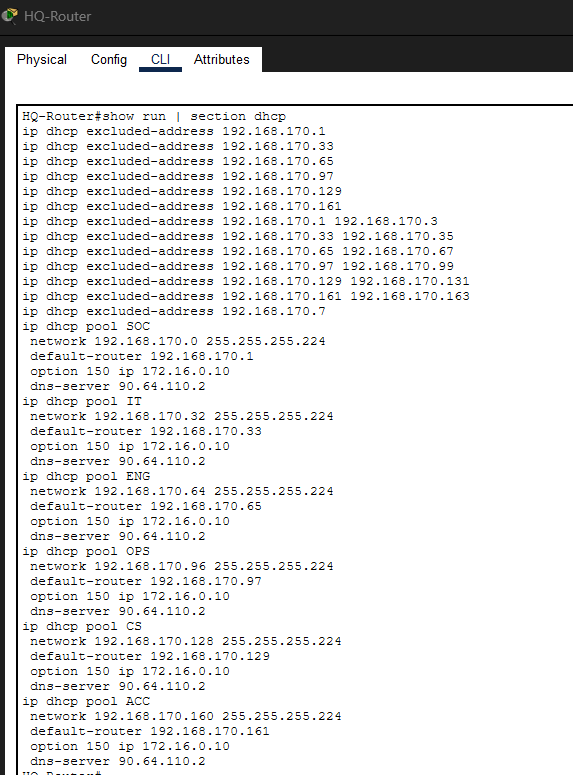 HQ-Router
Physical Config CLI Attributes
HQ-Router#show run | section dhcp
ip dhcp excluded-address 192.168.170.1
ip dhcp excluded-address 192.168.170.33
ip dhcp excluded-address 192.168.170.65
ip dhcp excluded-address 192.168.170.97
ip dhcp excluded-address 192.168.170.129
ip dhcp excluded-address 192.168.170.161
ip dhcp excluded-address 192.168.170.1 192.168.170.3
ip dhcp excluded-address 192.168.170.33 192.168.170.35
ip dhcp excluded-address 192.168.170.65 192.168.170.67
ip dhcp excluded-address 192.168.170.97 192.168.170.99
ip dhcp excluded-address 192.168.170.129 192.168.170.131
ip dhcp excluded-address 192.168.170.161 192.168.170.163
ip dhcp excluded-address 192.168.170.7
ip dhcp pool SOC
network 192.168.170.0 255.255.255.224
default-router 192.168.170.1
option 150 ip 172.16.0.10
dns-server 90.64.110.2
ip dhcp pool IT
network 192.168.170.32 255.255.255.224
default-router 192.168.170.33
option 150 ip 172.16.0.10
dns-server 90.64.110.2
ip dhcp pool ENG
network 192.168.170.64 255.255.255.224
default-router 192.168.170.65
option 150 ip 172.16.0.10
dns-server 90.64.110.2
ip dhcp pool OPS
network 192.168.170.96 255.255.255.224
default-router 192.168.170.97
option 150 ip 172.16.0.10
dns-server 90.64.110.2
ip dhcp pool CS
network 192.168.170.128 255.255.255.224
default-router 192.168.170.129
option 150 ip 172.16.0.10
dns-server 90.64.110.2
ip dhcp pool ACC
network 192.168.170.160 255.255.255.224
default-router 192.168.170.161
option 150 ip 172.16.0.10
dns-server 90.64.110.2
HQ-Router#